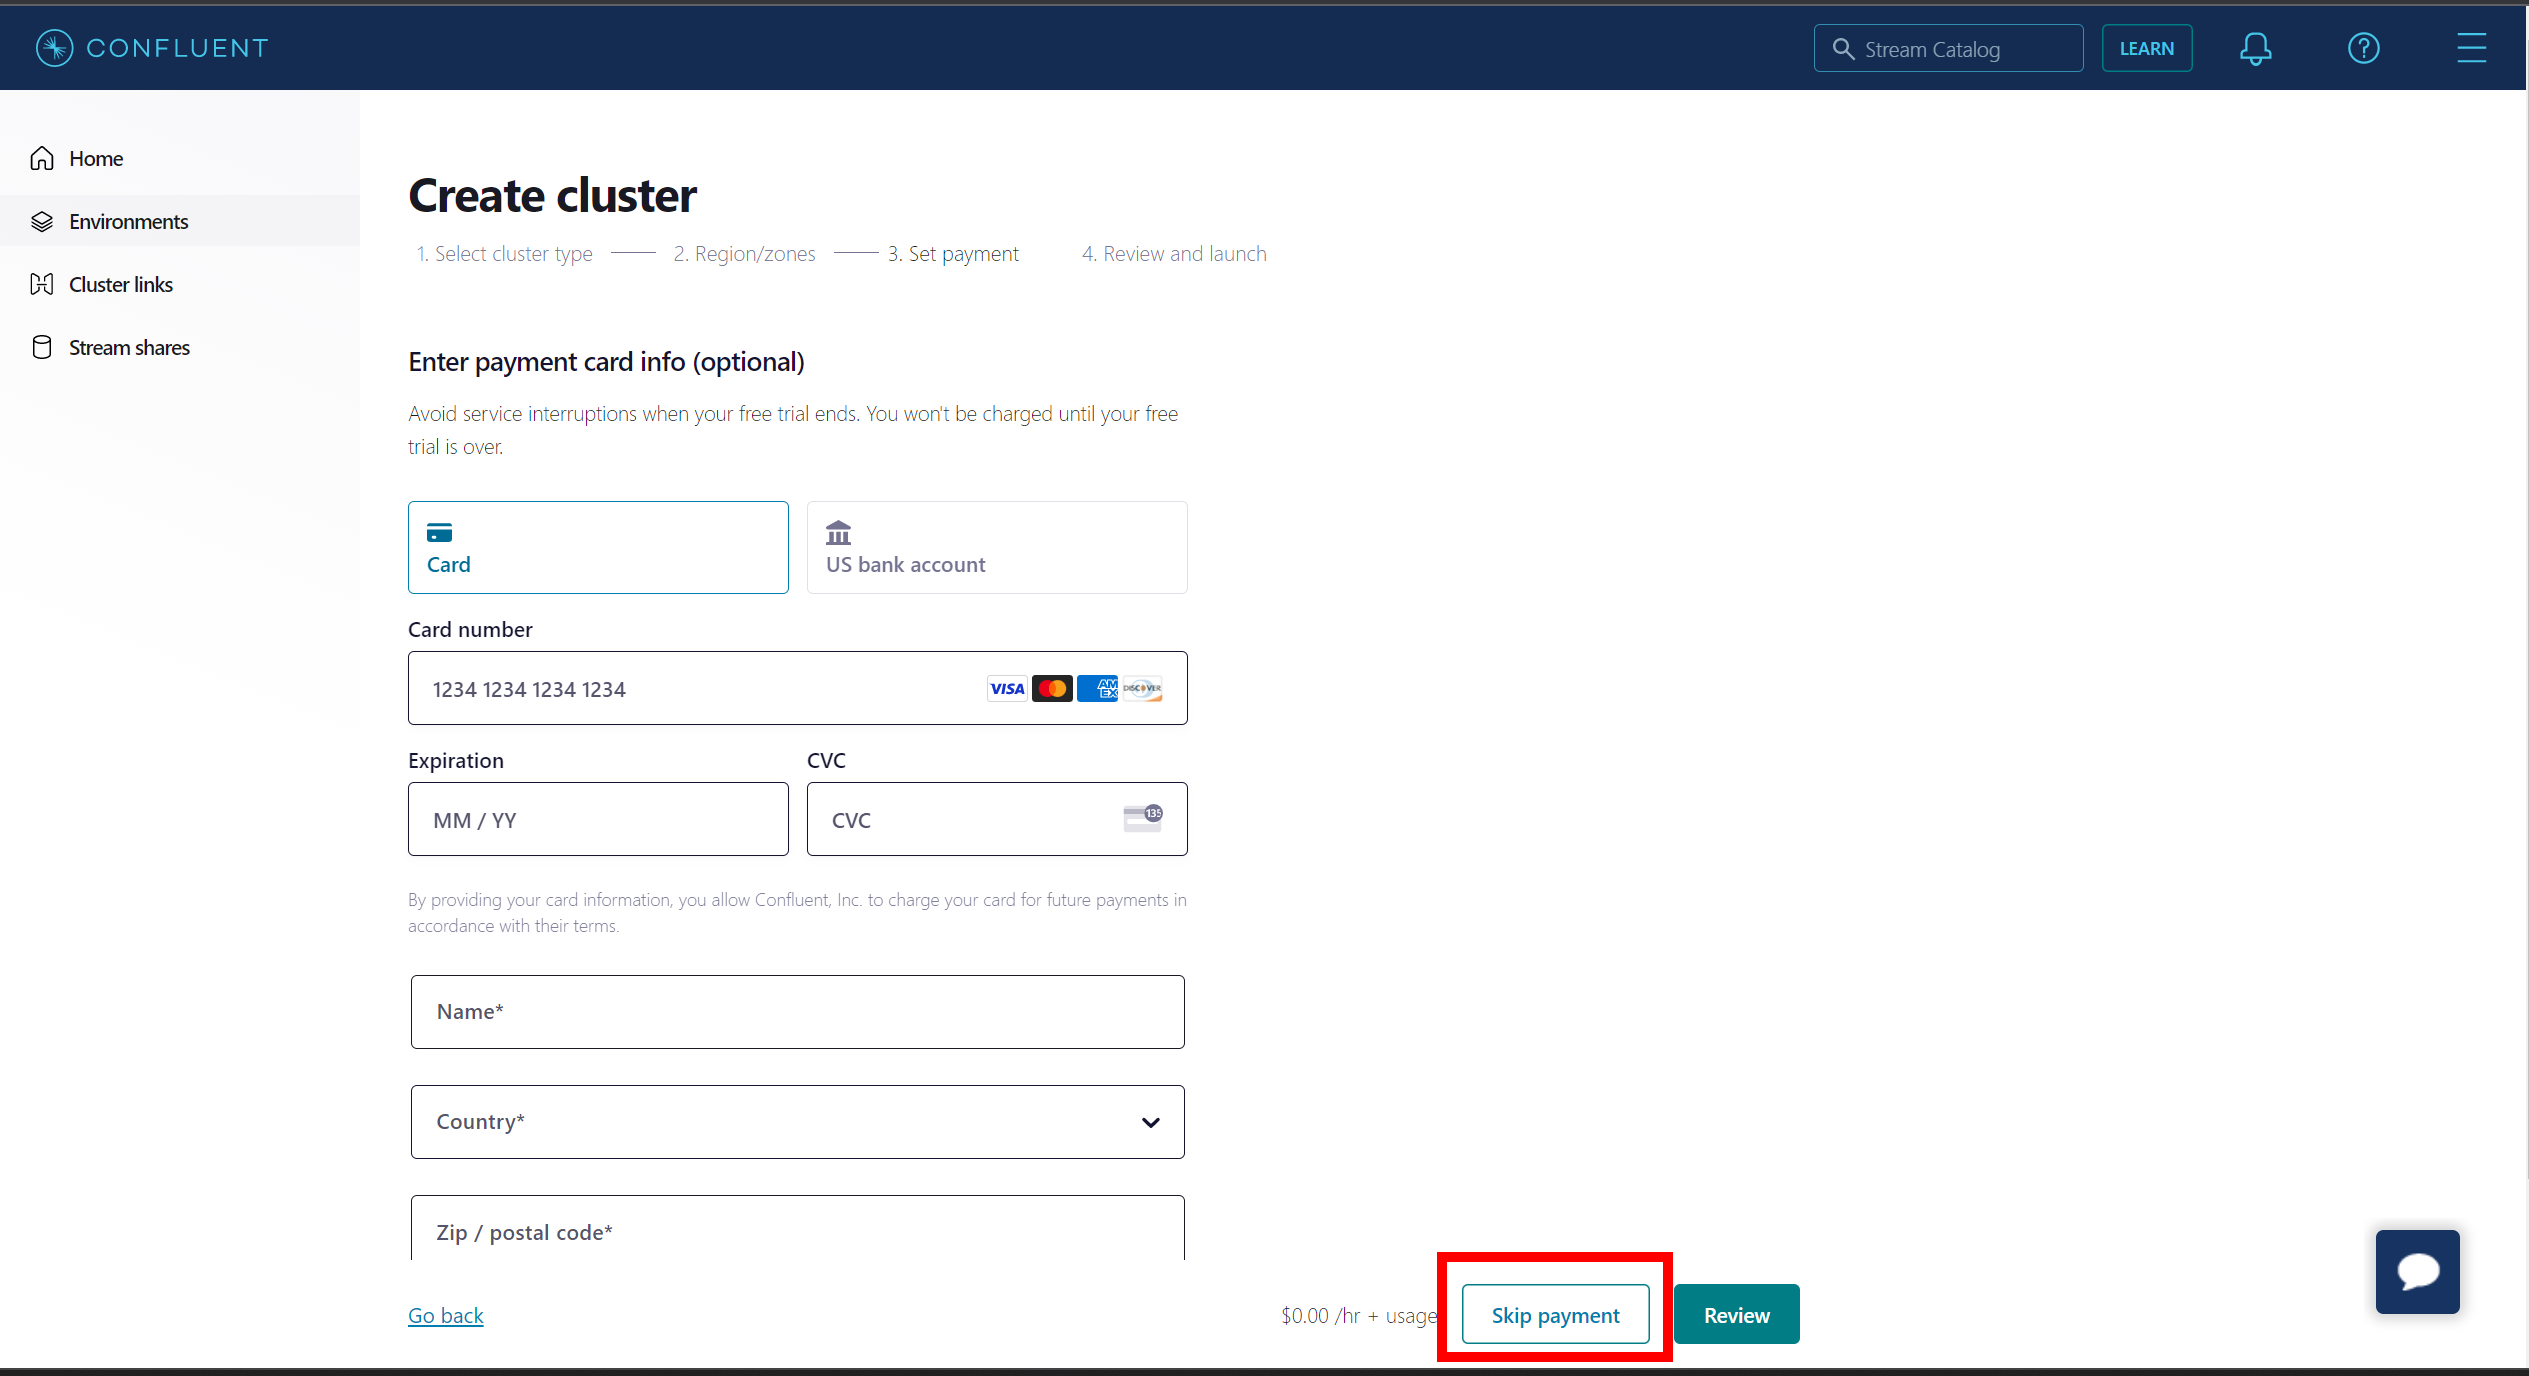 CONFLUENT
Stream Catalog
LEARN
Home
Environments
Cluster links
Stream shares
Create cluster
1. Select cluster type 2. Region/zones 3. Set payment 4. Review and launch
Enter payment card info (optional)
Avoid service interruptions when your free trial ends. You won't be charged until your free
trial is over.
Card
US bank account
Card number
1234 1234 1234 1234
VISA
AM
EX
DISCOVER
Expiration
CVC
MM / YY
CVC
135
By providing your card information, you allow Confluent, Inc. to charge your card for future payments in
accordance with their terms.
Name*
Country*
Zip / postal code*
Go back
$0.00 /hr + usage
Skip payment
Review